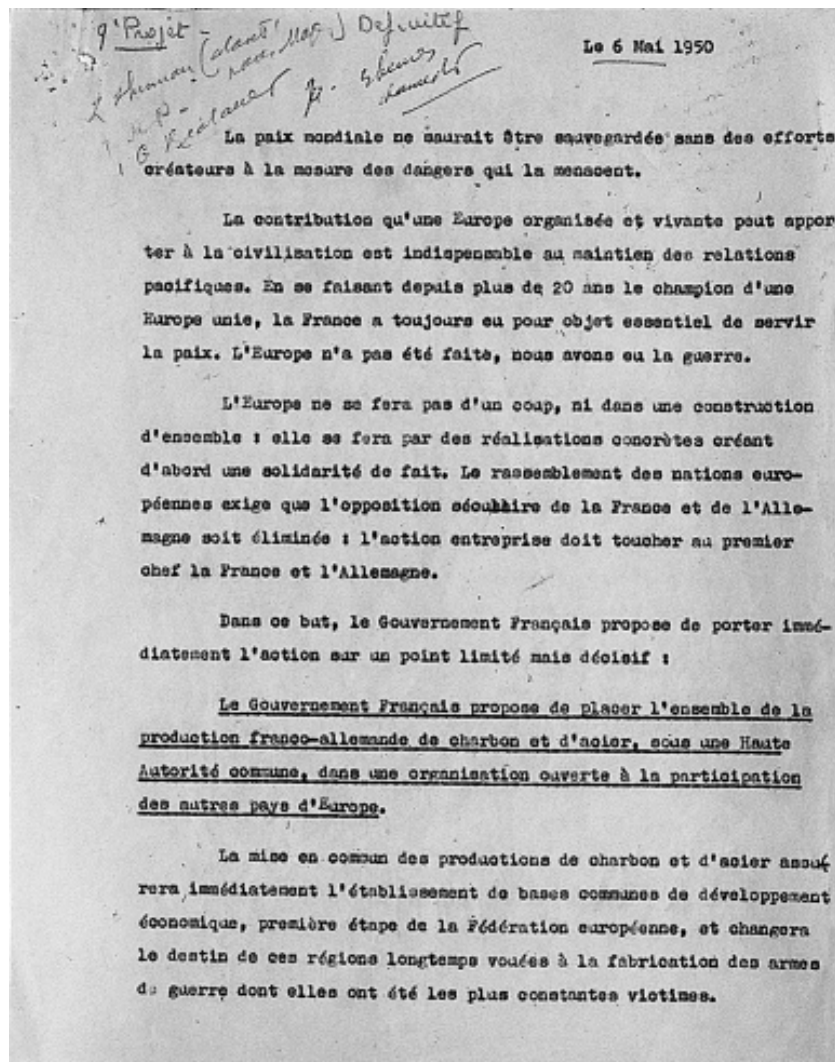 9e Projet - Definitif
Le 6 Mai 1950
La paix mondiale ne saurait être sauvegardée sans des efforts
créateurs à la mesure des dangers qui la menacent.
La contribution qu'une Europe organisée et vivante peut appor
ter à la civilisation est indispensable au maintien des relations
pacifiques. En se faisant depuis plus de 20 ans le champion d'une
Europe unie, la France a toujours eu pour objet essentiel de servir
la paix. L'Europe n'a pas été faite, nous avons eu la guerre.
L'Europe ne se fera pas d'un coup, ni dans une construction
d'ensemble : elle se fera par des réalisations concrètes créant
d'abord une solidarité de fait. Le rassemblement des nations euro-
péennes exige que l'opposition séculaire de la France et de l'Alle-
magne soit éliminée : l'action entreprise doit toucher au premier
chef la France et l'Allemagne.
Dans ce but, le Gouvernement Français propose de porter immé-
diatement l'action sur un point limité mais décisif :
Le Gouvernement Français propose de placer l'ensemble de la
production franco-allemande de charbon et d'acier, sous une Haute
Autorité commune, dans une organisation ouverte à la participation
des autres pays d'Europe.
La mise en commun des productions de charbon et d'acier assu
rera immédiatement l'établissement de bases communes de développement
économique, première étape de la Fédération européenne, et changera
le destin de ces régions longtemps vouées à la fabrication des armes
de guerre dont elles ont été les plus constantes victimes.